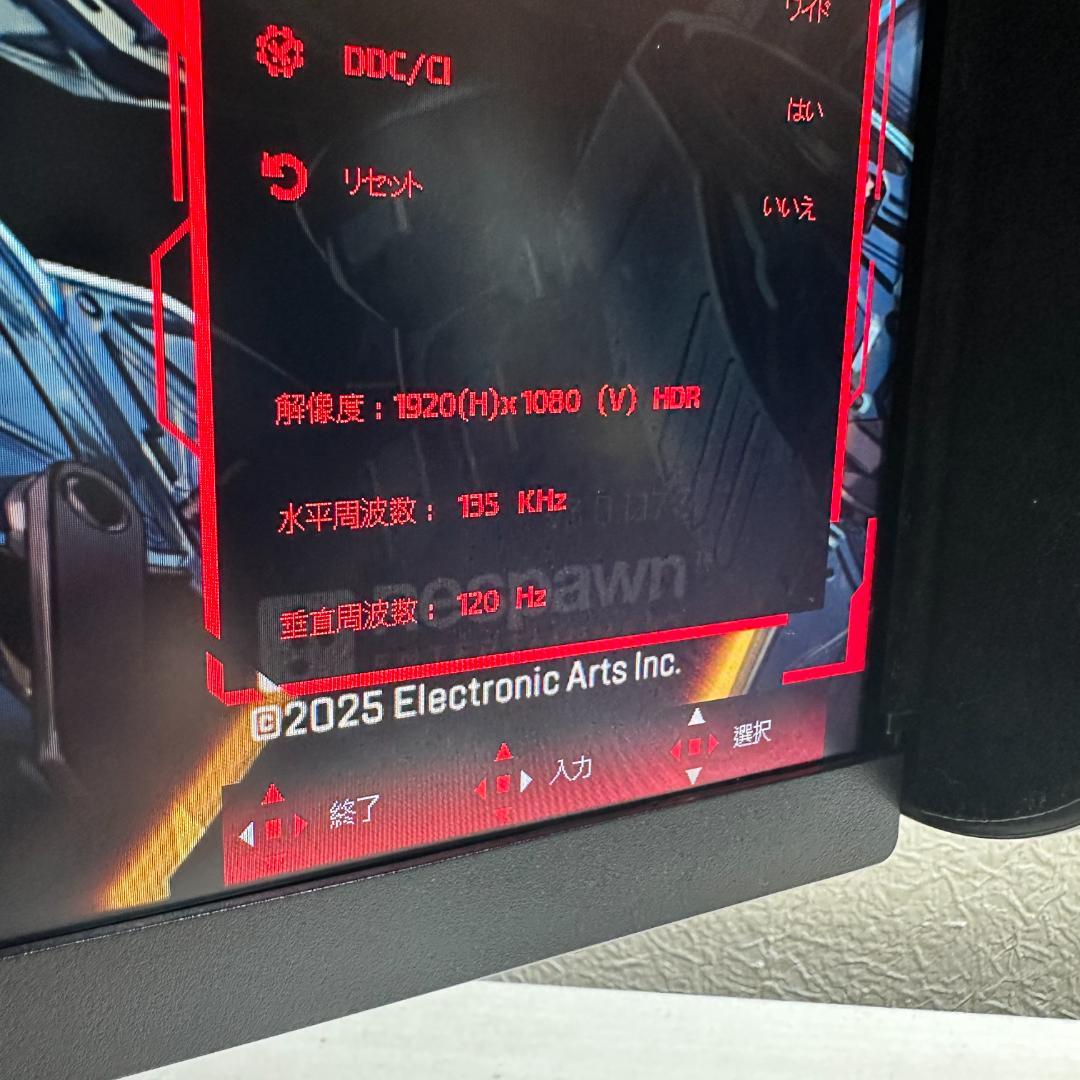 ワイド
DDC/CI
はい
リセット
いいえ
解像度：1920(H)x1080 (V) HDR
水平周波数： 135 KHz
垂直周波数： 120 Hz
Respawn
©2025 Electronic Arts Inc.
終了
入力
選択